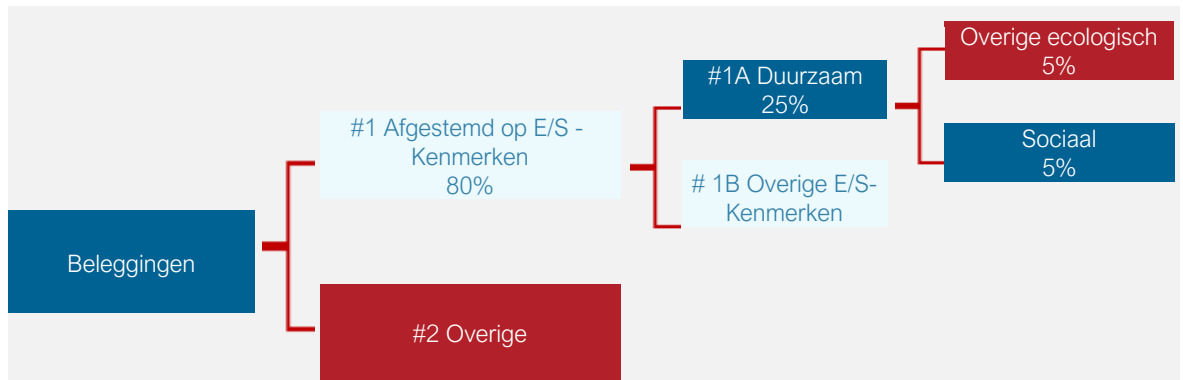 Beleggingen
#1 Afgestemd op E/S -
Kenmerken
80%
#2 Overige
#1A Duurzaam
25%
# 1B Overige E/S-
Kenmerken
Overige ecologisch
5%
Sociaal
5%